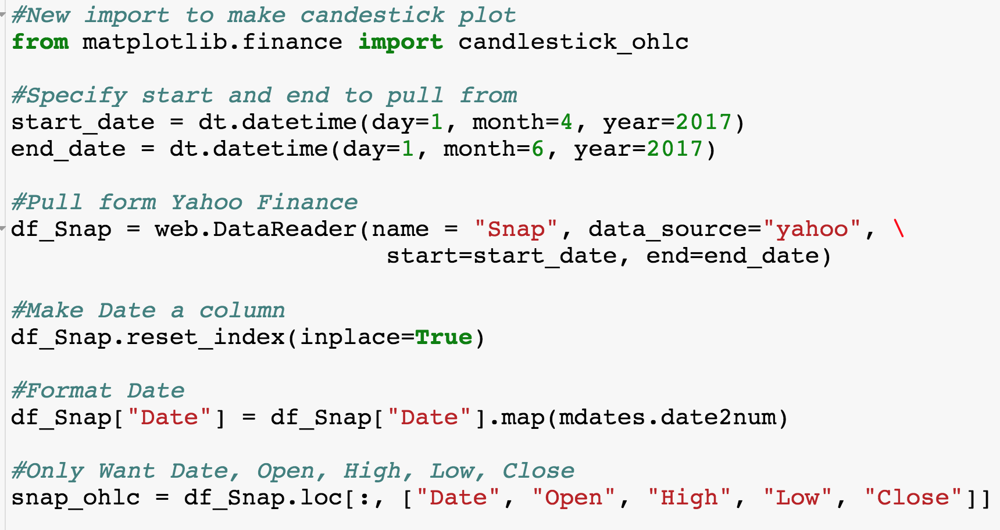 #New import to make candestick plot
from matplotlib.finance import candlestick_ohlc
#Specify start and end to pull from
start_date = dt.datetime(day=1, month=4, year=2017)
end_date = dt.datetime(day=1, month=6, year=2017)
#Pull form Yahoo Finance
df_Snap = web.DataReader(name = "Snap", data_source="yahoo", \
start=start_date, end=end_date)
#Make Date a column
df_Snap.reset_index(inplace=True)
#Format Date
df_Snap["Date"] = df_Snap["Date"].map(mdates.date2num)
#Only Want Date, Open, High, Low, Close
snap_ohlc = df_Snap.loc[:, ["Date", "Open", "High", "Low", "Close"]]